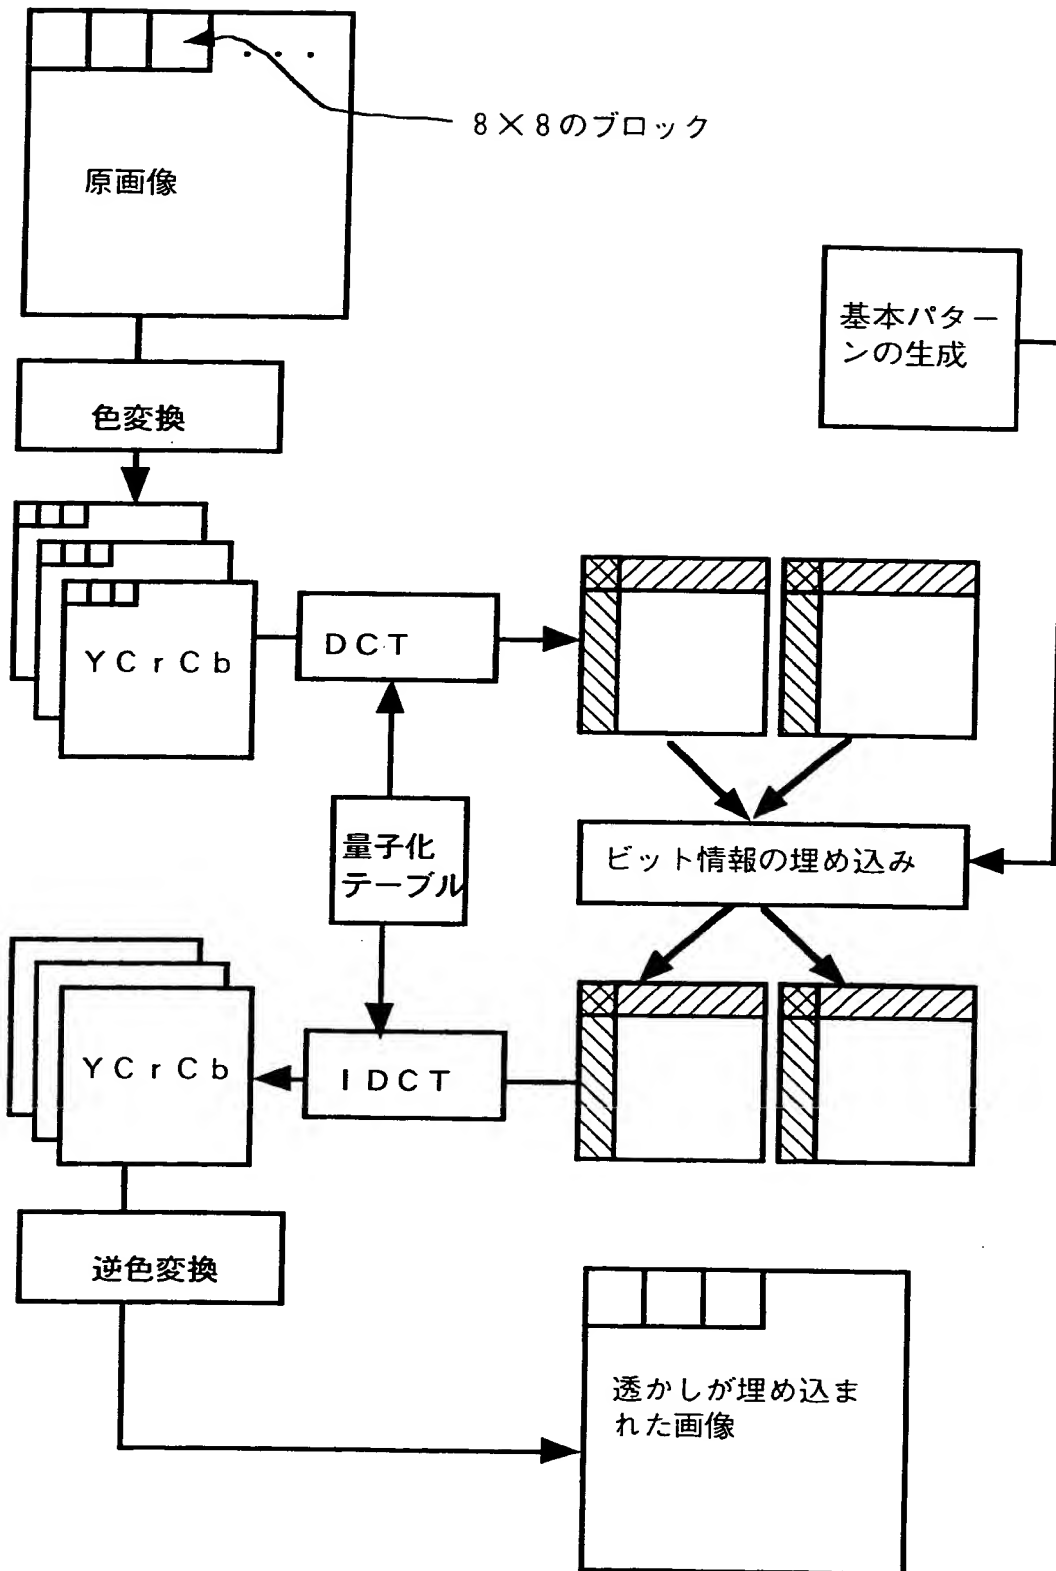 8×8のブロック
原画像
基本パター
ンの生成
色変換
YCrCb
DCT
量子化
テーブル
ビット情報の埋め込み
YCrCb
IDCT
逆色変換
透かしが埋め込ま
れた画像